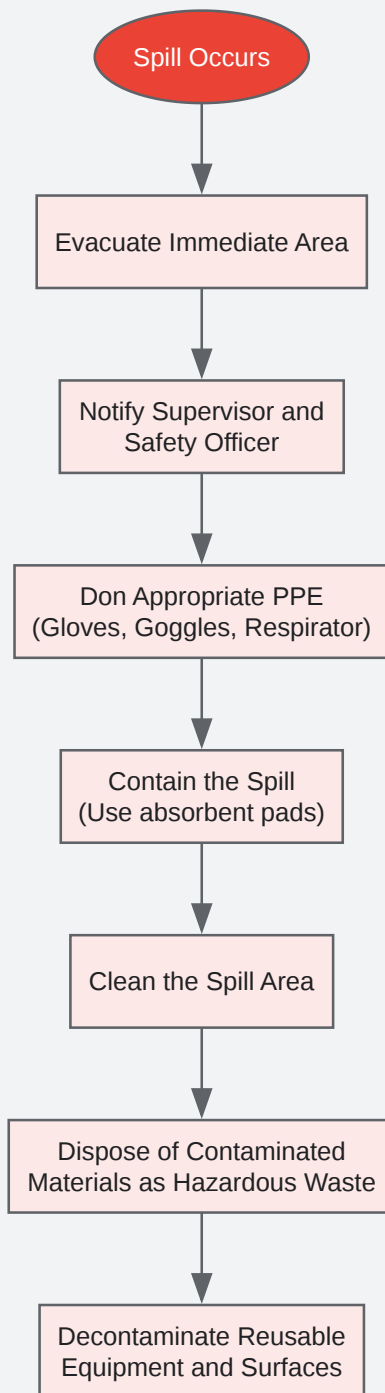 Spill Occurs
Evacuate Immediate Area
Notify Supervisor and
Safety Officer
Don Appropriate PPE
(Gloves, Goggles, Respirator)
Contain the Spill
(Use absorbent pads)
Clean the Spill Area
Dispose of Contaminated
Materials as Hazardous Waste
Decontaminate Reusable
Equipment and Surfaces